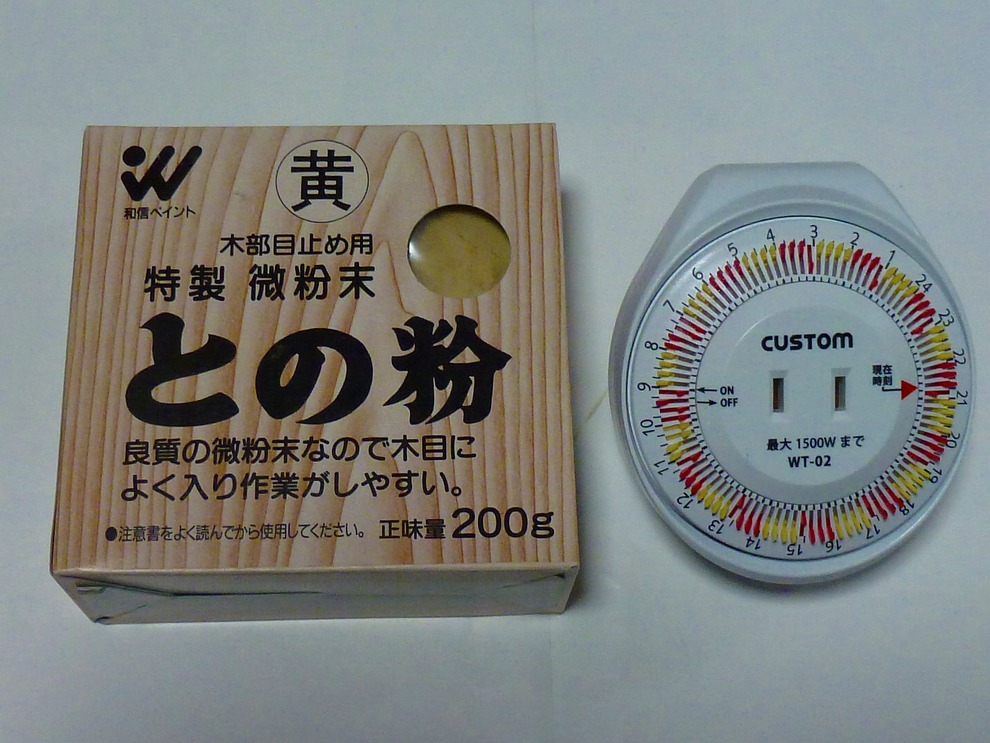 和信ペイント
黄
木部目止め用
特製 微粉末
との粉
良質の微粉末なので木目に
よく入り作業がしやすい。
●注意書をよく読んでから使用してください。 正味量 200g
1
2
3
4
5
6
7
8
9
10
11
12
13
14
15
16
17
18
19
20
21
22
23
24
CUSTOM
現在
時刻
ON
OFF
最大 1500W まで
WT-02